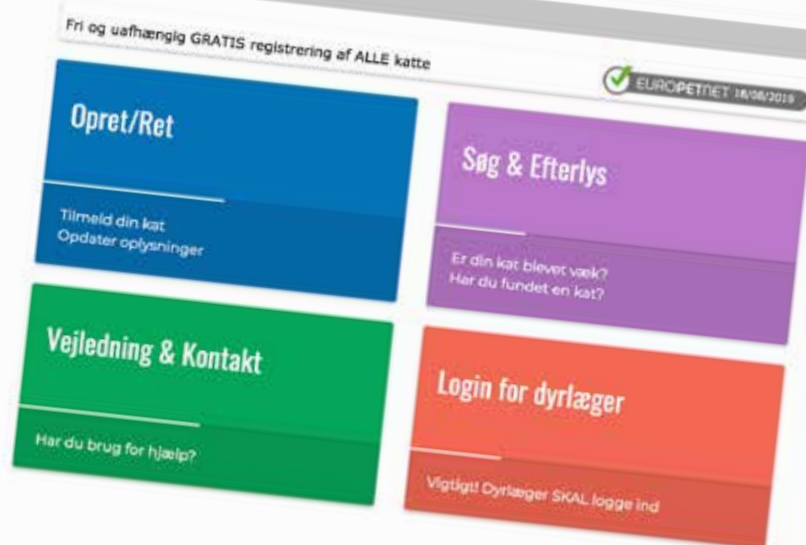 Fri og uafhængig GRATIS registrering af ALLE katte
EUROPETNET 18/08/2019
Opret/Ret
Tilmeld din kat
Opdater oplysninger
Søg & Efterlys
Er din kat blevet væk?
Har du fundet en kat?
Vejledning & Kontakt
Har du brug for hjælp?
Login for dyrlæger
Vigtigt! Dyrlæger SKAL logge ind